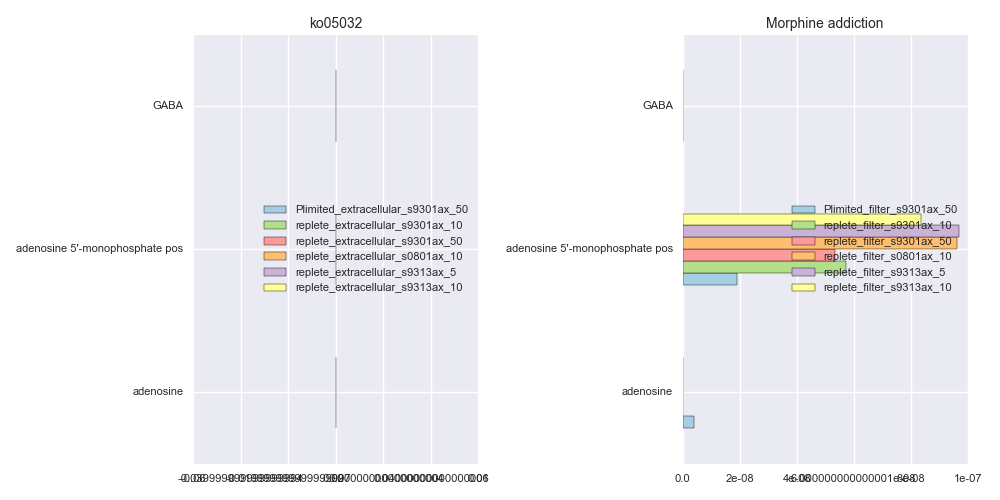 ko05032
GABA
adenosine 5'-monophosphate pos
adenosine
Plimited_extracellular_s9301ax_50
replete_extracellular_s9301ax_10
replete_extracellular_s9301ax_50
replete_extracellular_s0801ax_10
replete_extracellular_s9313ax_5
replete_extracellular_s9313ax_10
Morphine addiction
GABA
adenosine 5'-monophosphate pos
adenosine
Plimited_filter_s9301ax_50
replete_filter_s9301ax_10
replete_filter_s9301ax_50
replete_filter_s0801ax_10
replete_filter_s9313ax_5
replete_filter_s9313ax_10
0.0
2e-08
1e-07